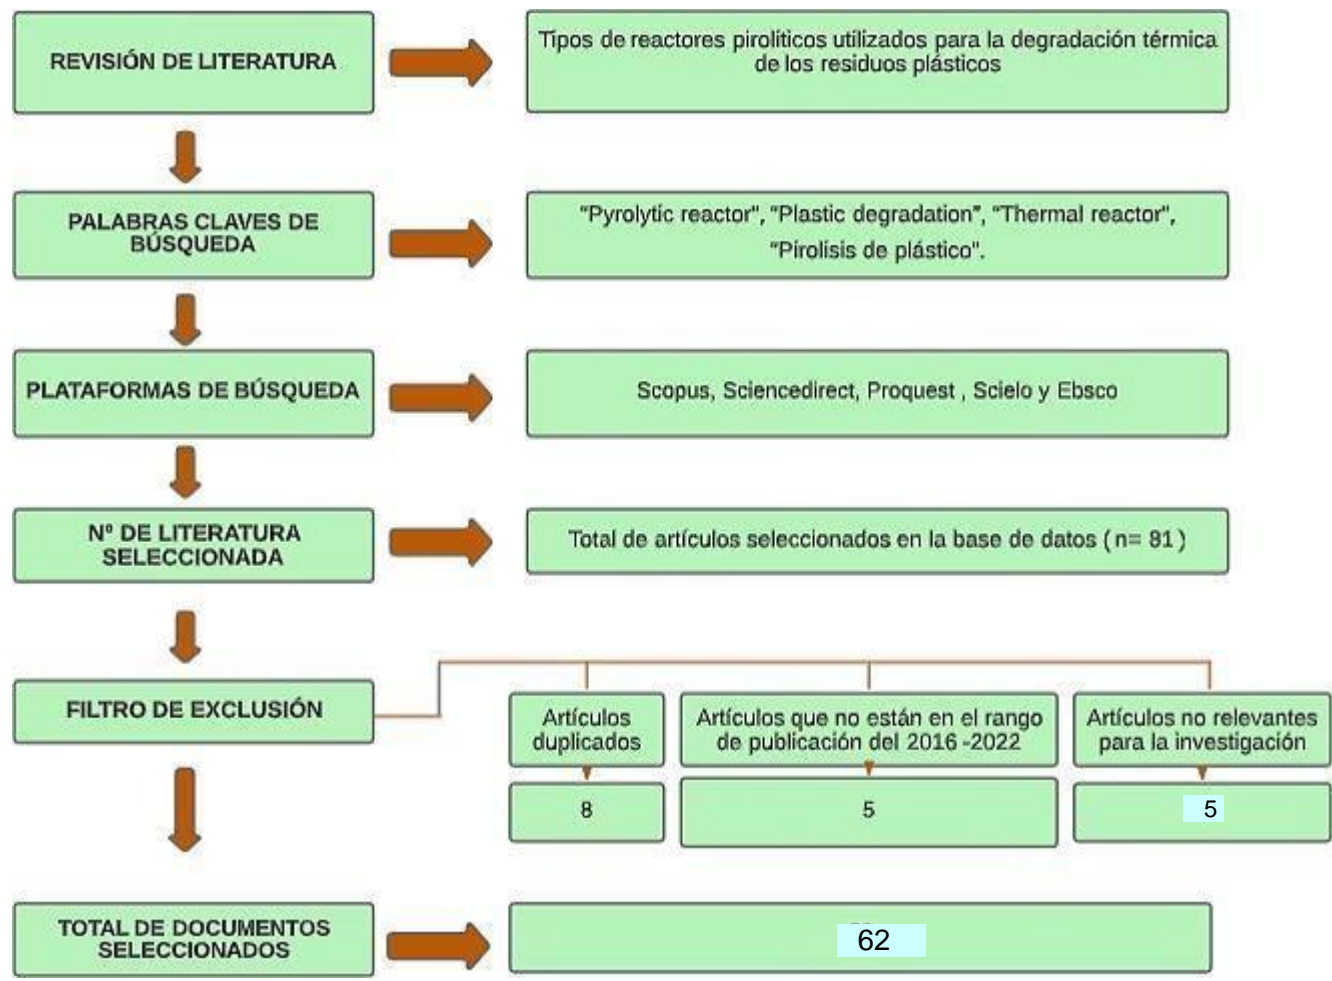 REVISIÓN DE LITERATURA
Tipos de reactores pirolíticos utilizados para la degradación térmica
de los residuos plásticos
PALABRAS CLAVES DE
BÚSQUEDA
"Pyrolytic reactor", "Plastic degradation", "Thermal reactor",
"Pirolisis de plástico".
PLATAFORMAS DE BÚSQUEDA
Scopus, Sciencedirect, Proquest , Scielo y Ebsco
Nº DE LITERATURA
SELECCIONADA
Total de artículos seleccionados en la base de datos ( n= 81 )
FILTRO DE EXCLUSIÓN
Artículos
duplicados
8
Artículos que no están en el rango
de publicación del 2016 -2022
5
Artículos no relevantes
para la investigación
5
TOTAL DE DOCUMENTOS
SELECCIONADOS
62